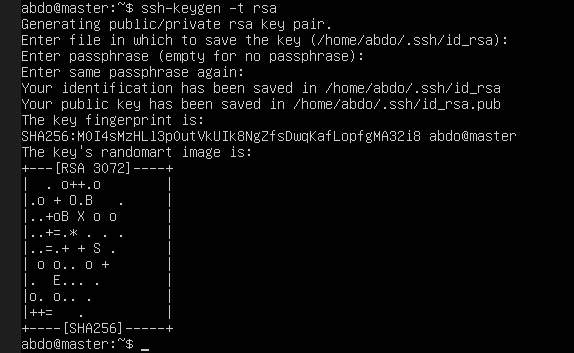 abdo@master:~$ ssh-keygen -t rsa
Generating public/private rsa key pair.
Enter file in which to save the key (/home/abdo/.ssh/id_rsa):
Enter passphrase (empty for no passphrase):
Enter same passphrase again:
Your identification has been saved in /home/abdo/.ssh/id_rsa
Your public key has been saved in /home/abdo/.ssh/id_rsa.pub
The key fingerprint is:
SHA256:M0I4sMzHLl3p0utVkUIk8NgZfsDwqKafLopfgMA32i8 abdo@master
The key's randomart image is:
+---[RSA 3072]----+
|  . o++.o        |
|.o + O.B   .     |
|..+oB X o o      |
|..+=.* . . .     |
|..=.+ + S .      |
| o o.. o +       |
|.  E... .        |
|o. o.. .         |
|++=   .          |
+----[SHA256]-----+
abdo@master:~$ _